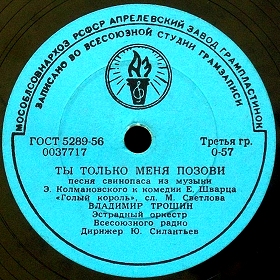 МОСОБЛСОВНАРХОЗ РСФСР АПРЕЛЕВСКИЙ ЗАВОД ГРАМПЛАСТИНОК
ЗАПИСАНО ВО ВСЕСОЮЗНОЙ СТУДИИ ГРАМЗАПИСИ
АЗ
ГОСТ 5289-56
0037717
Третья гр.
0-57
ТЫ ТОЛЬКО МЕНЯ ПОЗОВИ
песня свинопаса из музыки
Э. Колмановского к комедии Е. Шварца
«Голый король», сл. М. Светлова
ВЛАДИМИР ТРОШИН
Эстрадный оркестр
Всесоюзного радио
Дирижер Ю. Силантьев